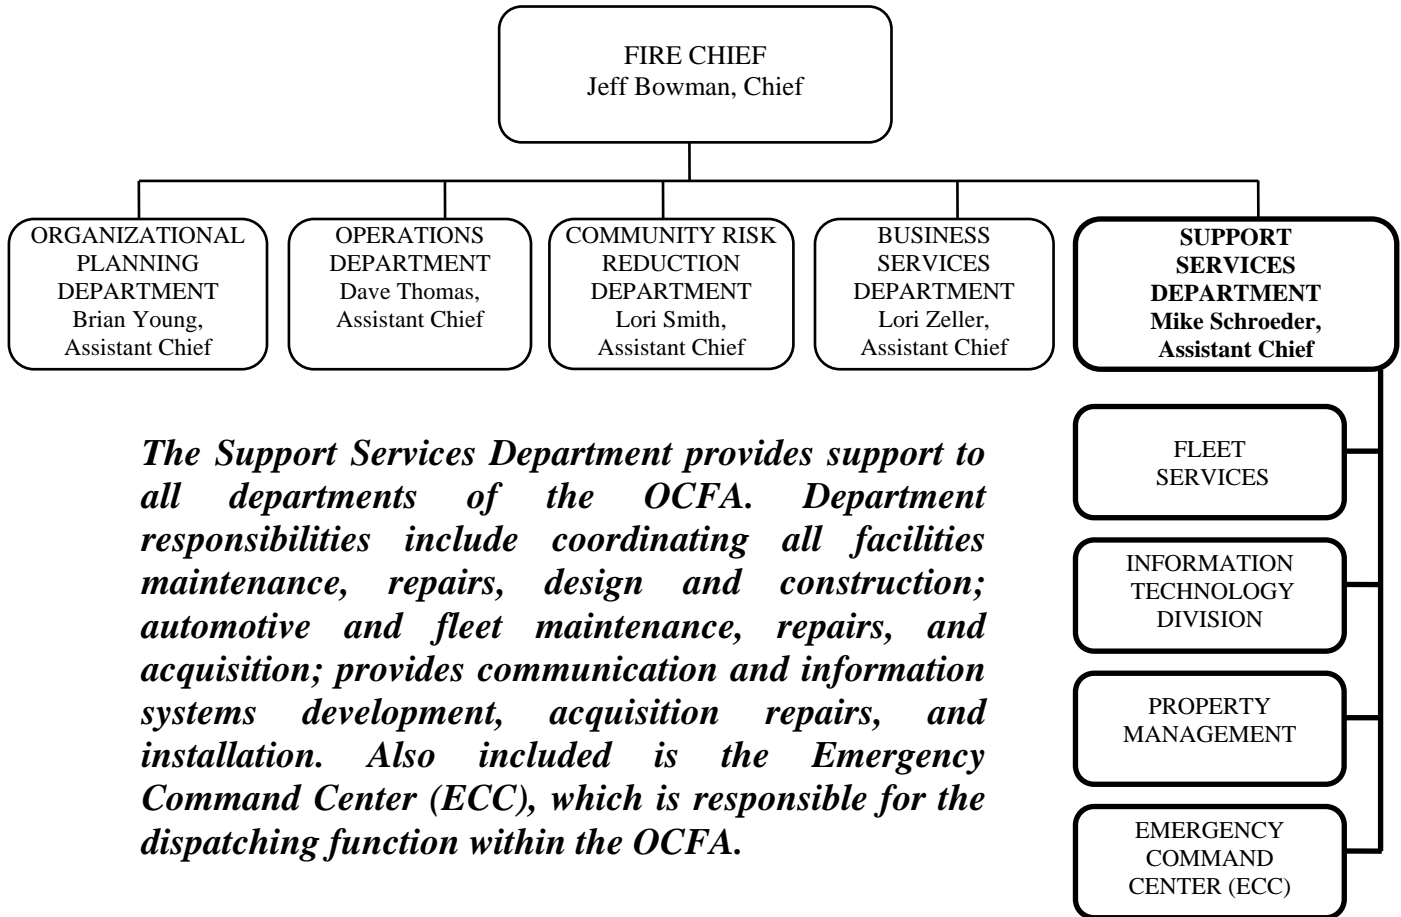 FIRE CHIEF
Jeff Bowman, Chief
ORGANIZATIONAL
PLANNING
DEPARTMENT
Brian Young,
Assistant Chief
OPERATIONS
DEPARTMENT
Dave Thomas,
Assistant Chief
COMMUNITY RISK
REDUCTION
DEPARTMENT
Lori Smith,
Assistant Chief
BUSINESS
SERVICES
DEPARTMENT
Lori Zeller,
Assistant Chief
SUPPORT
SERVICES
DEPARTMENT
Mike Schroeder,
Assistant Chief
The Support Services Department provides support to
all departments of the OCFA. Department
responsibilities include coordinating all facilities
maintenance, repairs, design and construction;
automotive and fleet maintenance, repairs, and
acquisition; provides communication and information
systems development, acquisition repairs, and
installation. Also included is the Emergency
Command Center (ECC), which is responsible for the
dispatching function within the OCFA.
FLEET
SERVICES
INFORMATION
TECHNOLOGY
DIVISION
PROPERTY
MANAGEMENT
EMERGENCY
COMMAND
CENTER (ECC)